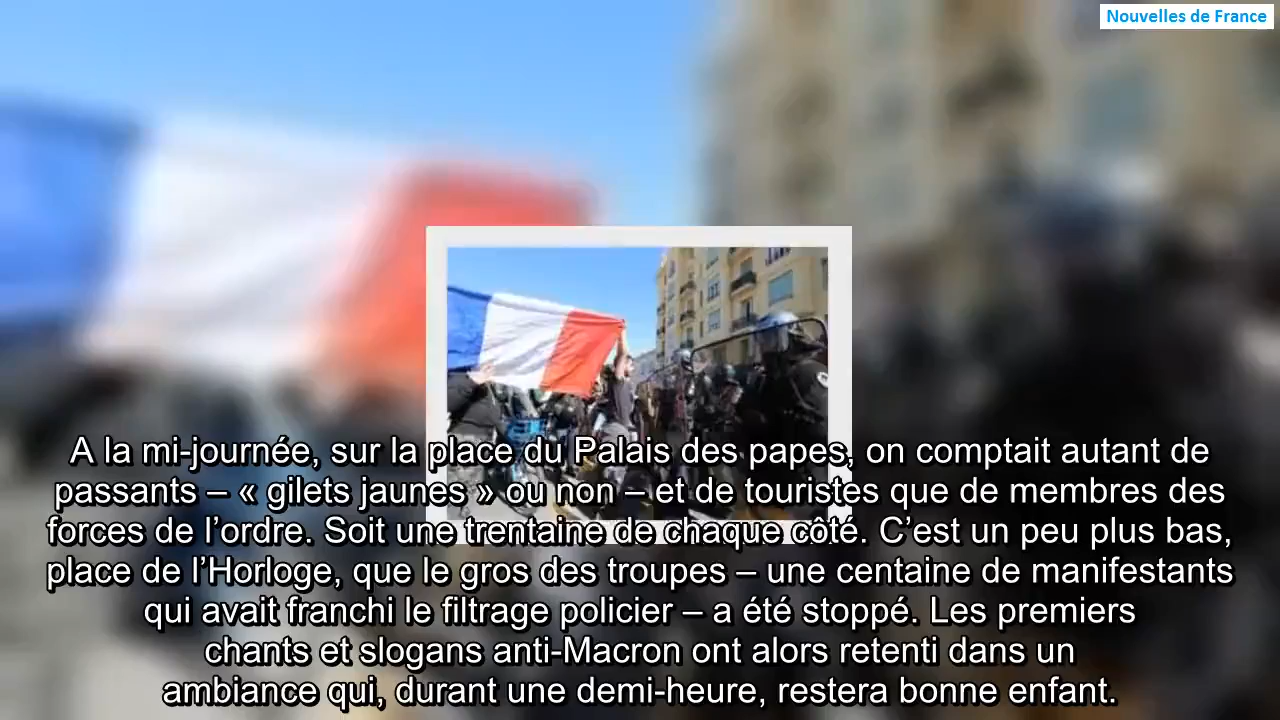 Nouvelles de France
A la mi-journée, sur la place du Palais des papes, on comptait autant de
passants – « gilets jaunes » ou non – et de touristes que de membres des
forces de l’ordre. Soit une trentaine de chaque côté. C’est un peu plus bas,
place de l’Horloge, que le gros des troupes – une centaine de manifestants
qui avait franchi le filtrage policier – a été stoppé. Les premiers
chants et slogans anti-Macron ont alors retenti dans un
ambiance qui, durant une demi-heure, restera bonne enfant.